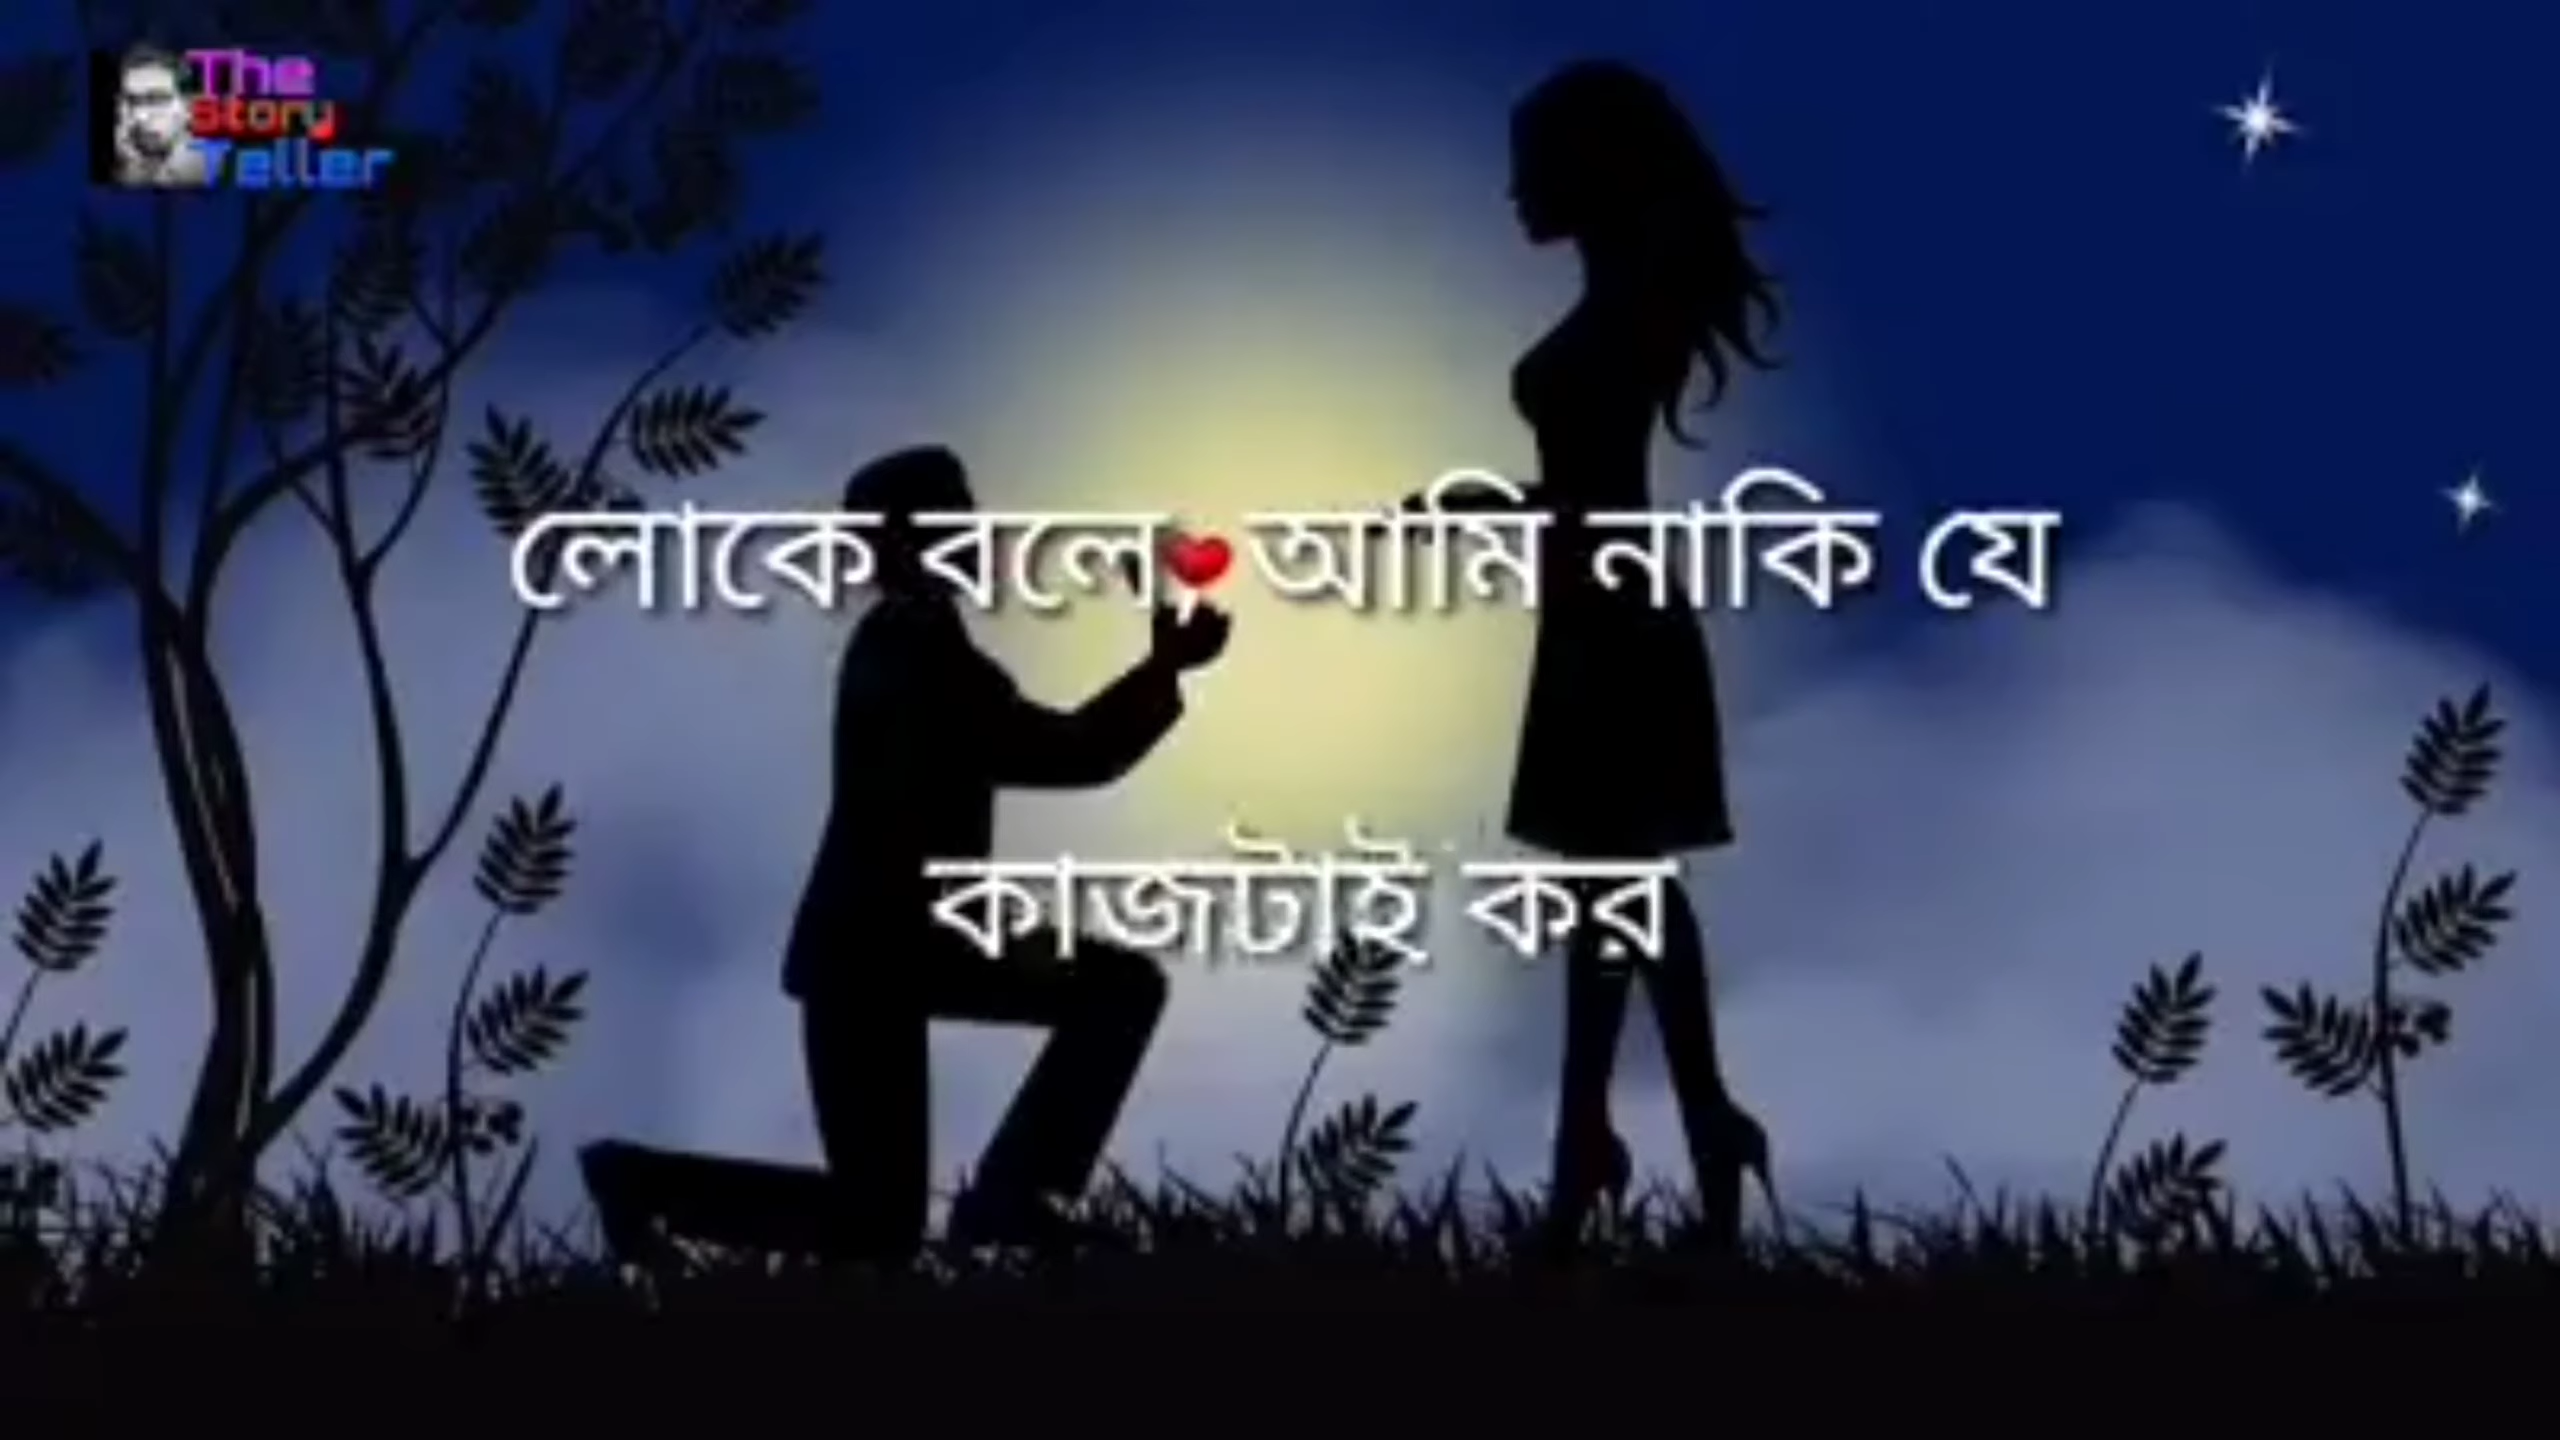 The
Story
Teller
লোকে বলে, আমি নাকি যে
কাজটাই কর